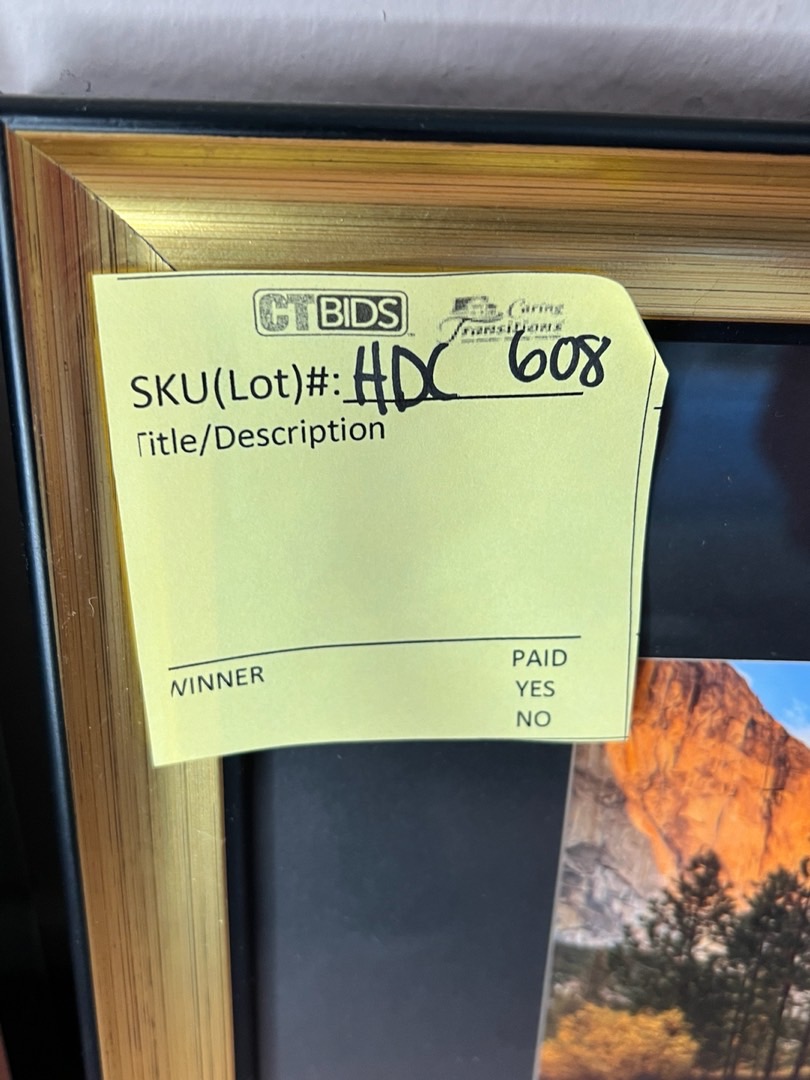 CTBIDS
Caring
Transitions
SKU(Lot)#: HDC 608
Title/Description
WINNER
PAID
YES
NO